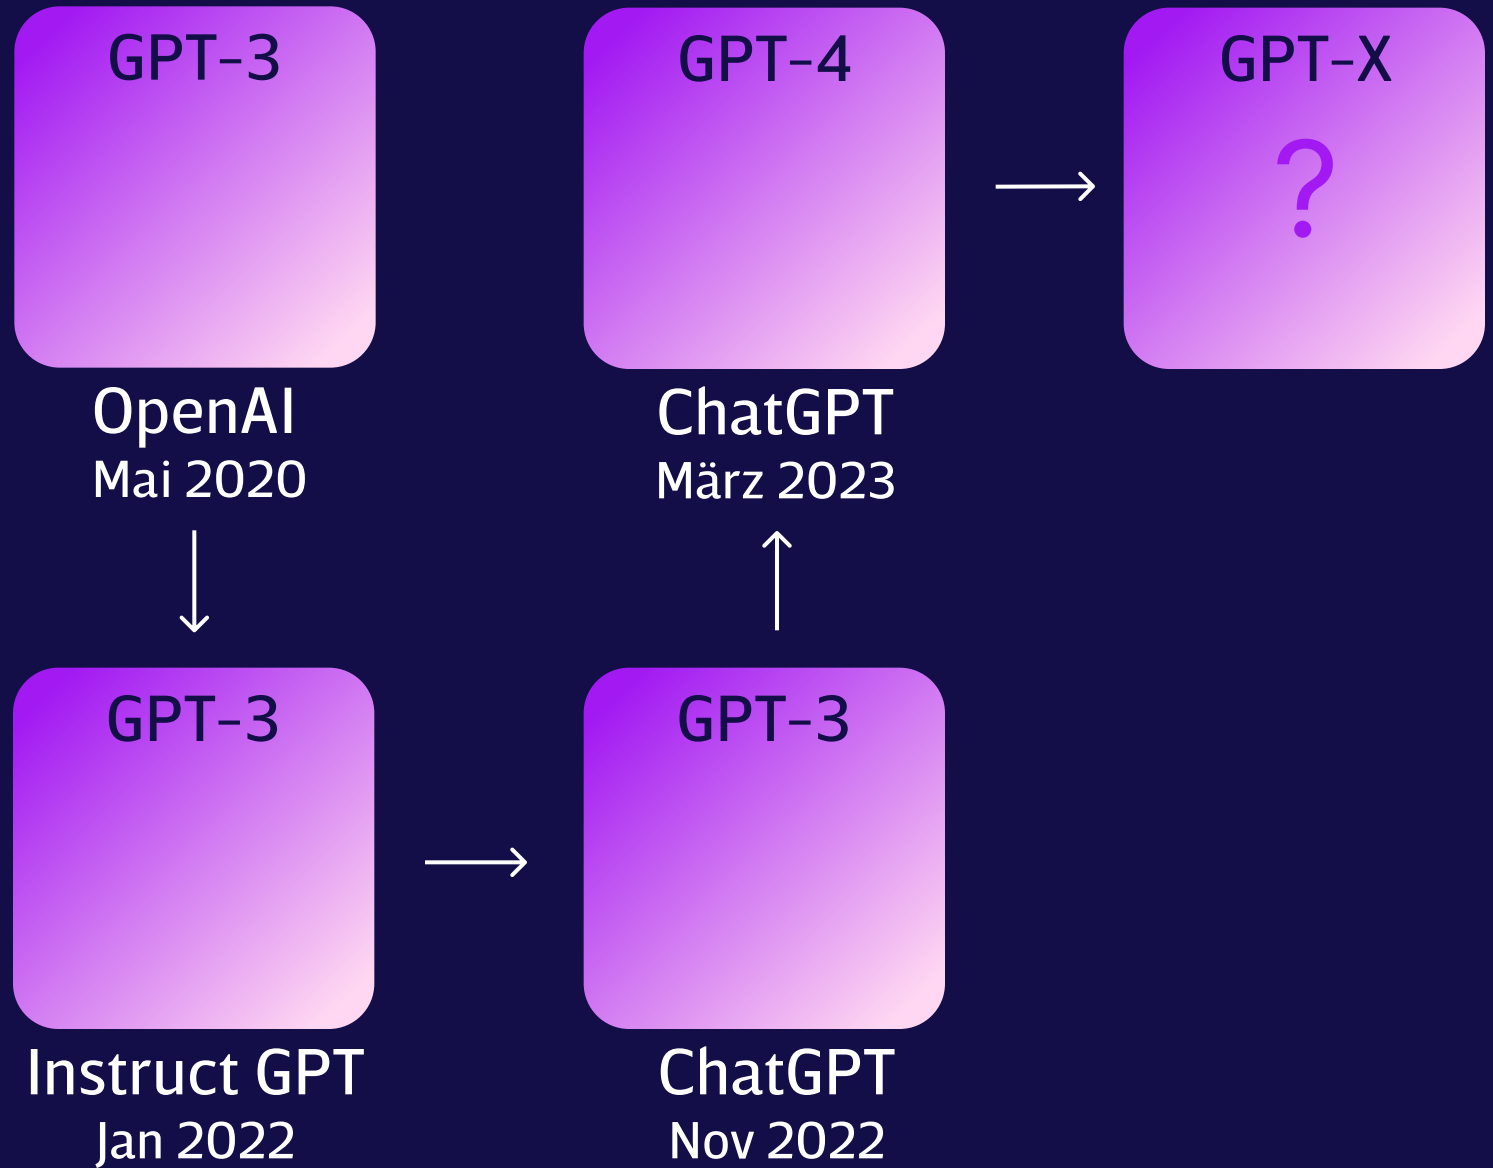 GPT-3
OpenAI
Mai 2020
GPT-3
Instruct GPT
Jan 2022
GPT-3
ChatGPT
Nov 2022
GPT-4
ChatGPT
März 2023
GPT-X
?